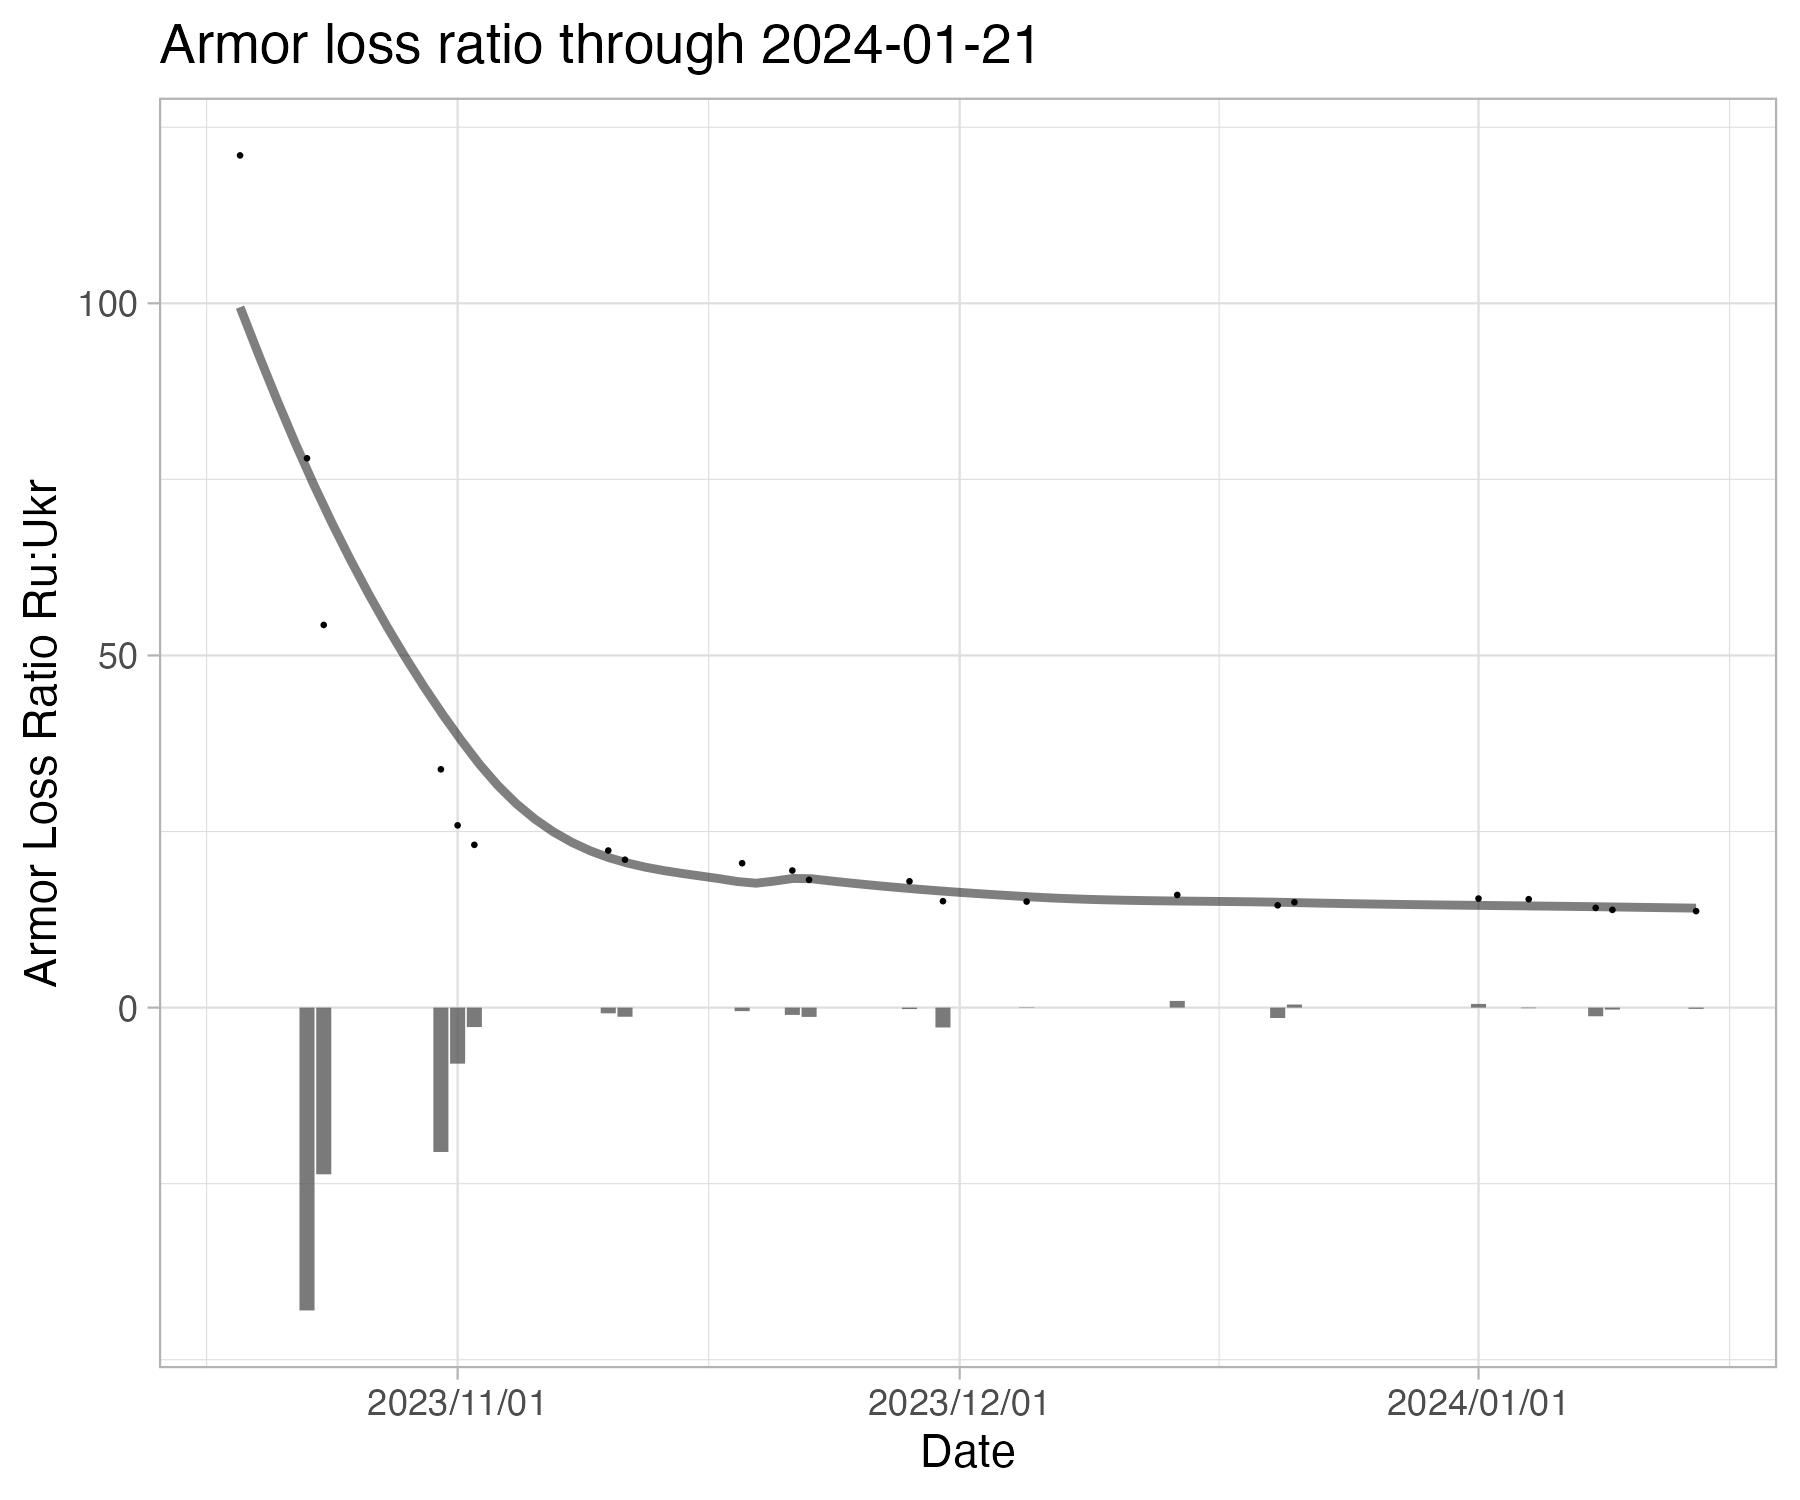 Armor loss ratio through 2024-01-21
Armor Loss Ratio Ru:Ukr
100
50
0
2023/11/01
2023/12/01
2024/01/01
Date